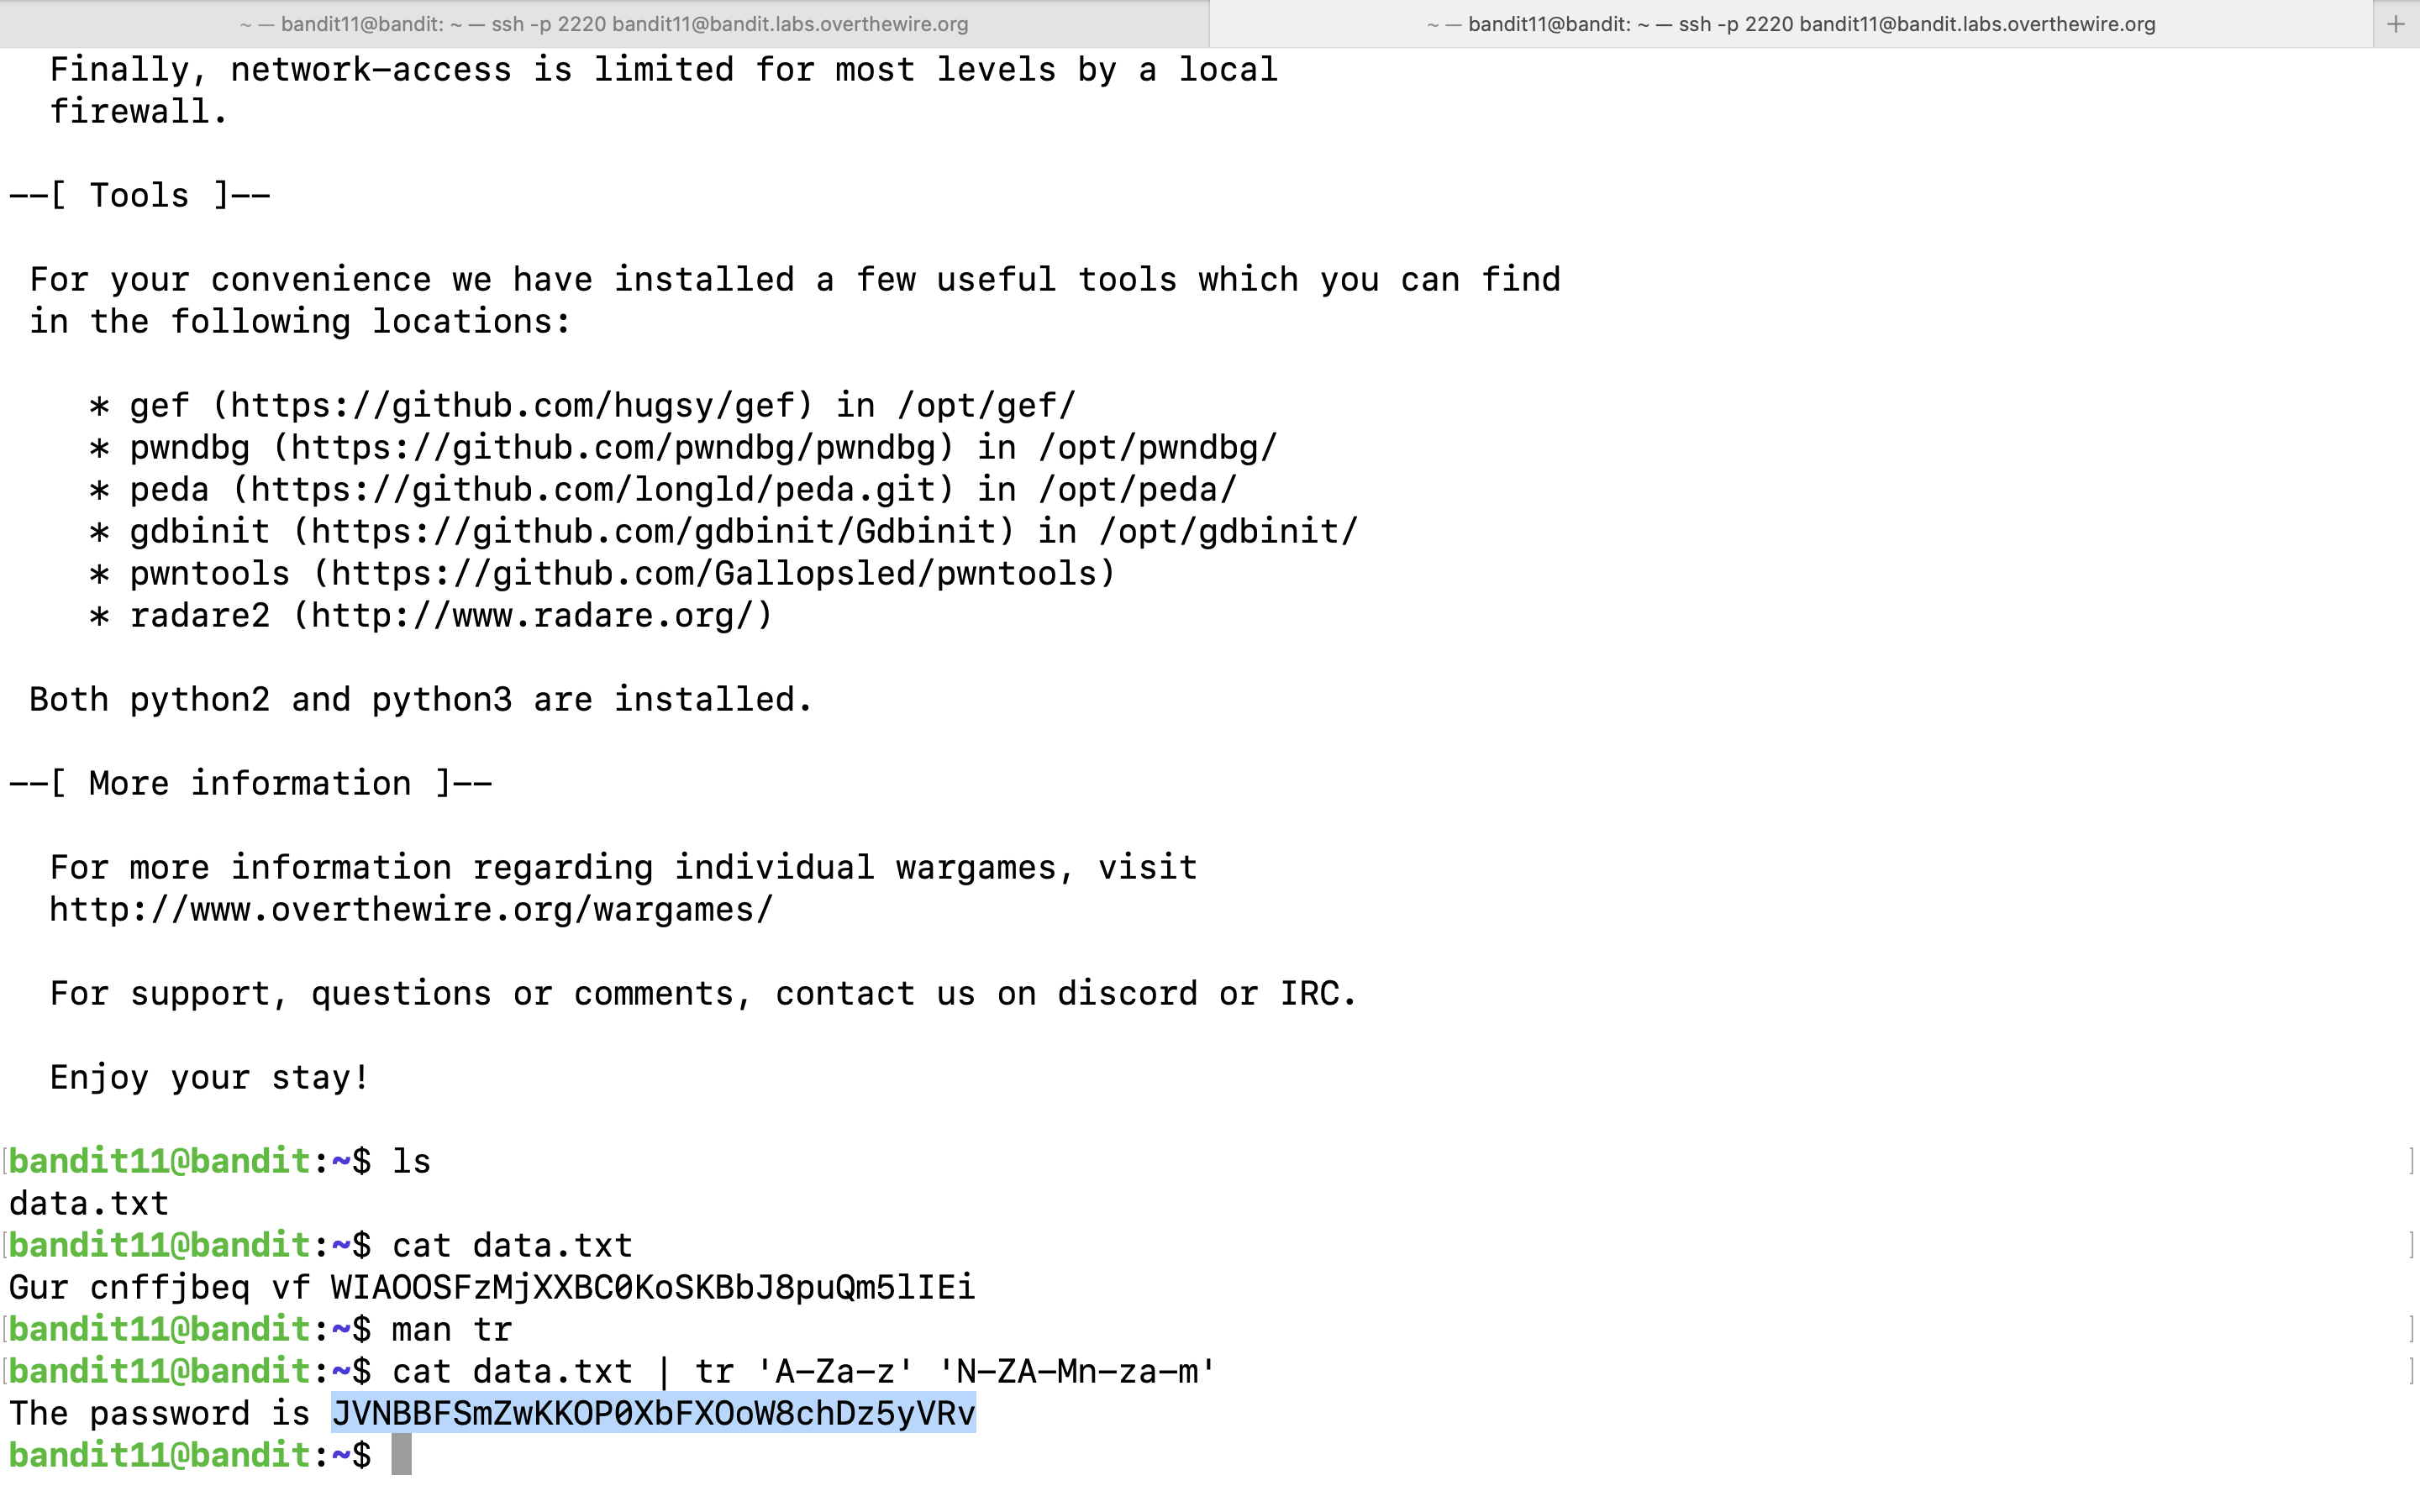 ~ — bandit11@bandit: ~ — ssh -p 2220 bandit11@bandit.labs.overthewire.org
~ — bandit11@bandit: ~ — ssh -p 2220 bandit11@bandit.labs.overthewire.org +
Finally, network-access is limited for most levels by a local
firewall.
--[ Tools ]--
For your convenience we have installed a few useful tools which you can find
in the following locations:
* gef (https://github.com/hugsy/gef) in /opt/gef/
* pwndbg (https://github.com/pwndbg/pwndbg) in /opt/pwndbg/
* peda (https://github.com/longld/peda.git) in /opt/peda/
* gdbinit (https://github.com/gdbinit/Gdbinit) in /opt/gdbinit/
* pwntools (https://github.com/Gallopsled/pwntools)
* radare2 (http://www.radare.org/)
Both python2 and python3 are installed.
--[ More information ]--
For more information regarding individual wargames, visit
http://www.overthewire.org/wargames/
For support, questions or comments, contact us on discord or IRC.
Enjoy your stay!
[bandit11@bandit:~$ ls ]
data.txt
[bandit11@bandit:~$ cat data.txt ]
Gur cnffjbeq vf WIAOOSFzMjXXBC0KoSKBbJ8puQm5lIEi
[bandit11@bandit:~$ man tr ]
[bandit11@bandit:~$ cat data.txt | tr 'A-Za-z' 'N-ZA-Mn-za-m' ]
The password is JVNBBFSmZwKKOP0XbFXOoW8chDz5yVRv
bandit11@bandit:~$